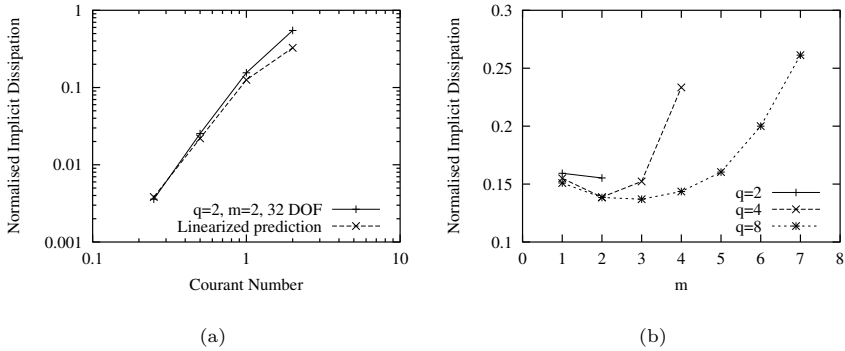 Normalised Implicit Dissipation
1
0.1
0.01
0.001
0.1
1
10
Courant Number
q=2, m=2, 32 DOF
Linearized prediction
(a)
Normalised Implicit Dissipation
0.3
0.25
0.2
0.15
0.1
0 1 2 3 4 5 6 7 8
m
q=2
q=4
q=8
(b)